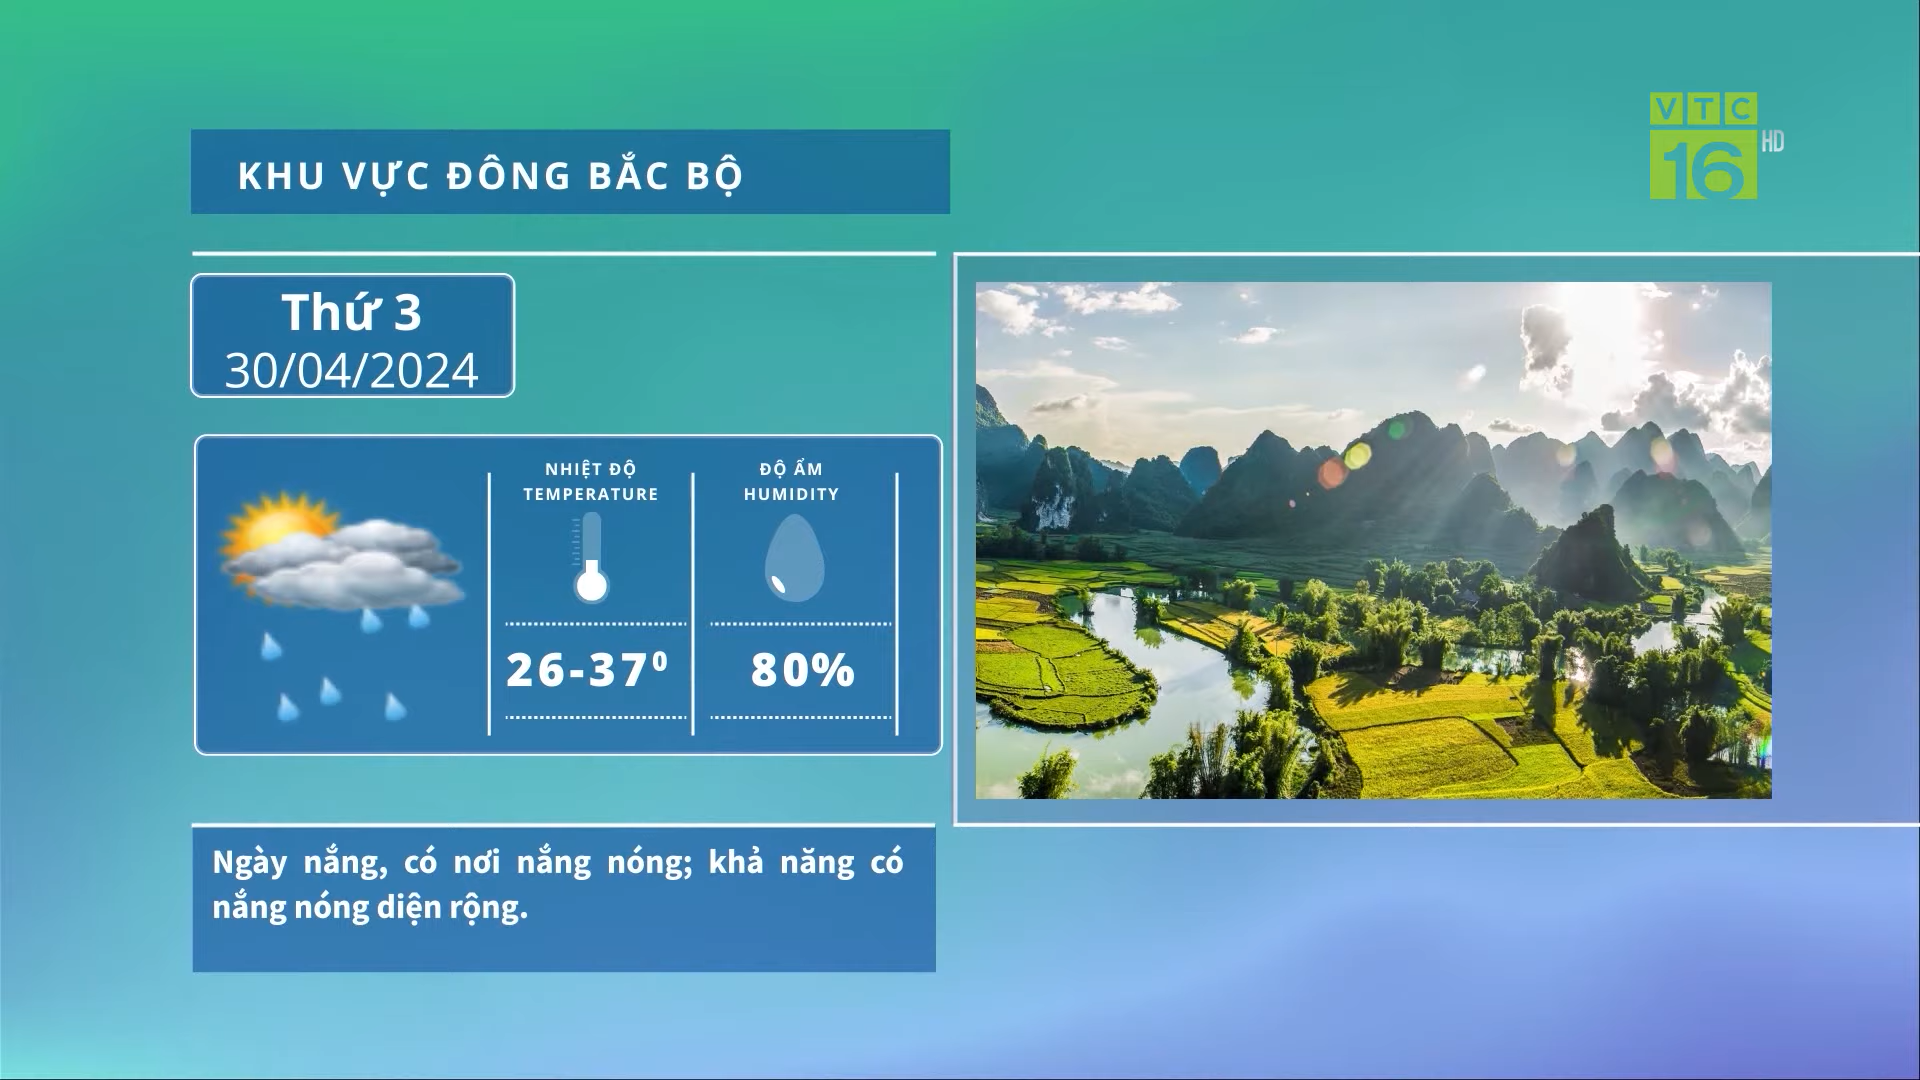 VTC
16 HD
KHU VỰC ĐÔNG BẮC BỘ
Thứ 3
30/04/2024
NHIỆT ĐỘ
TEMPERATURE
26-37⁰
ĐỘ ẨM
HUMIDITY
80%
Ngày nắng, có nơi nắng nóng; khả năng có
nắng nóng diện rộng.